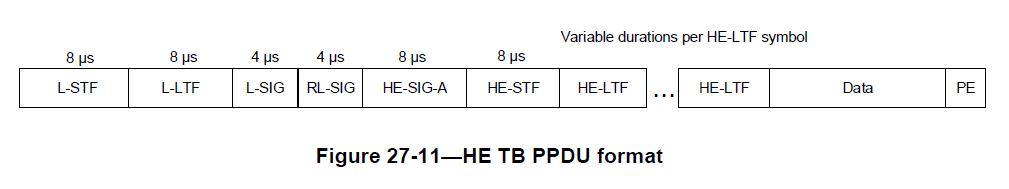 Variable durations per HE-LTF symbol
8 µs 8 µs 4 µs 4 µs 8 µs 8 µs
L-STF L-LTF L-SIG RL-SIG HE-SIG-A HE-STF HE-LTF ... HE-LTF Data PE
Figure 27-11—HE TB PPDU format